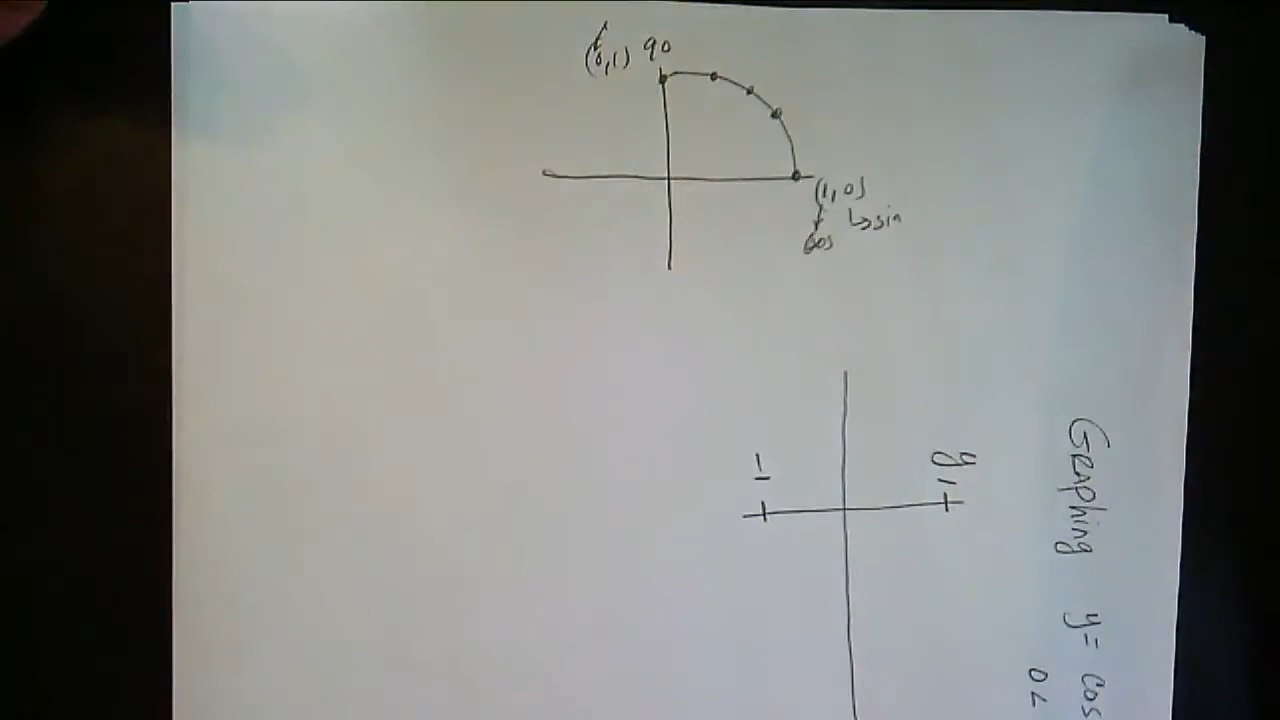 (0,1) 90
(1,0)
cos
↳ sin
GRAPHING y = cos
0 <
y
1
-1